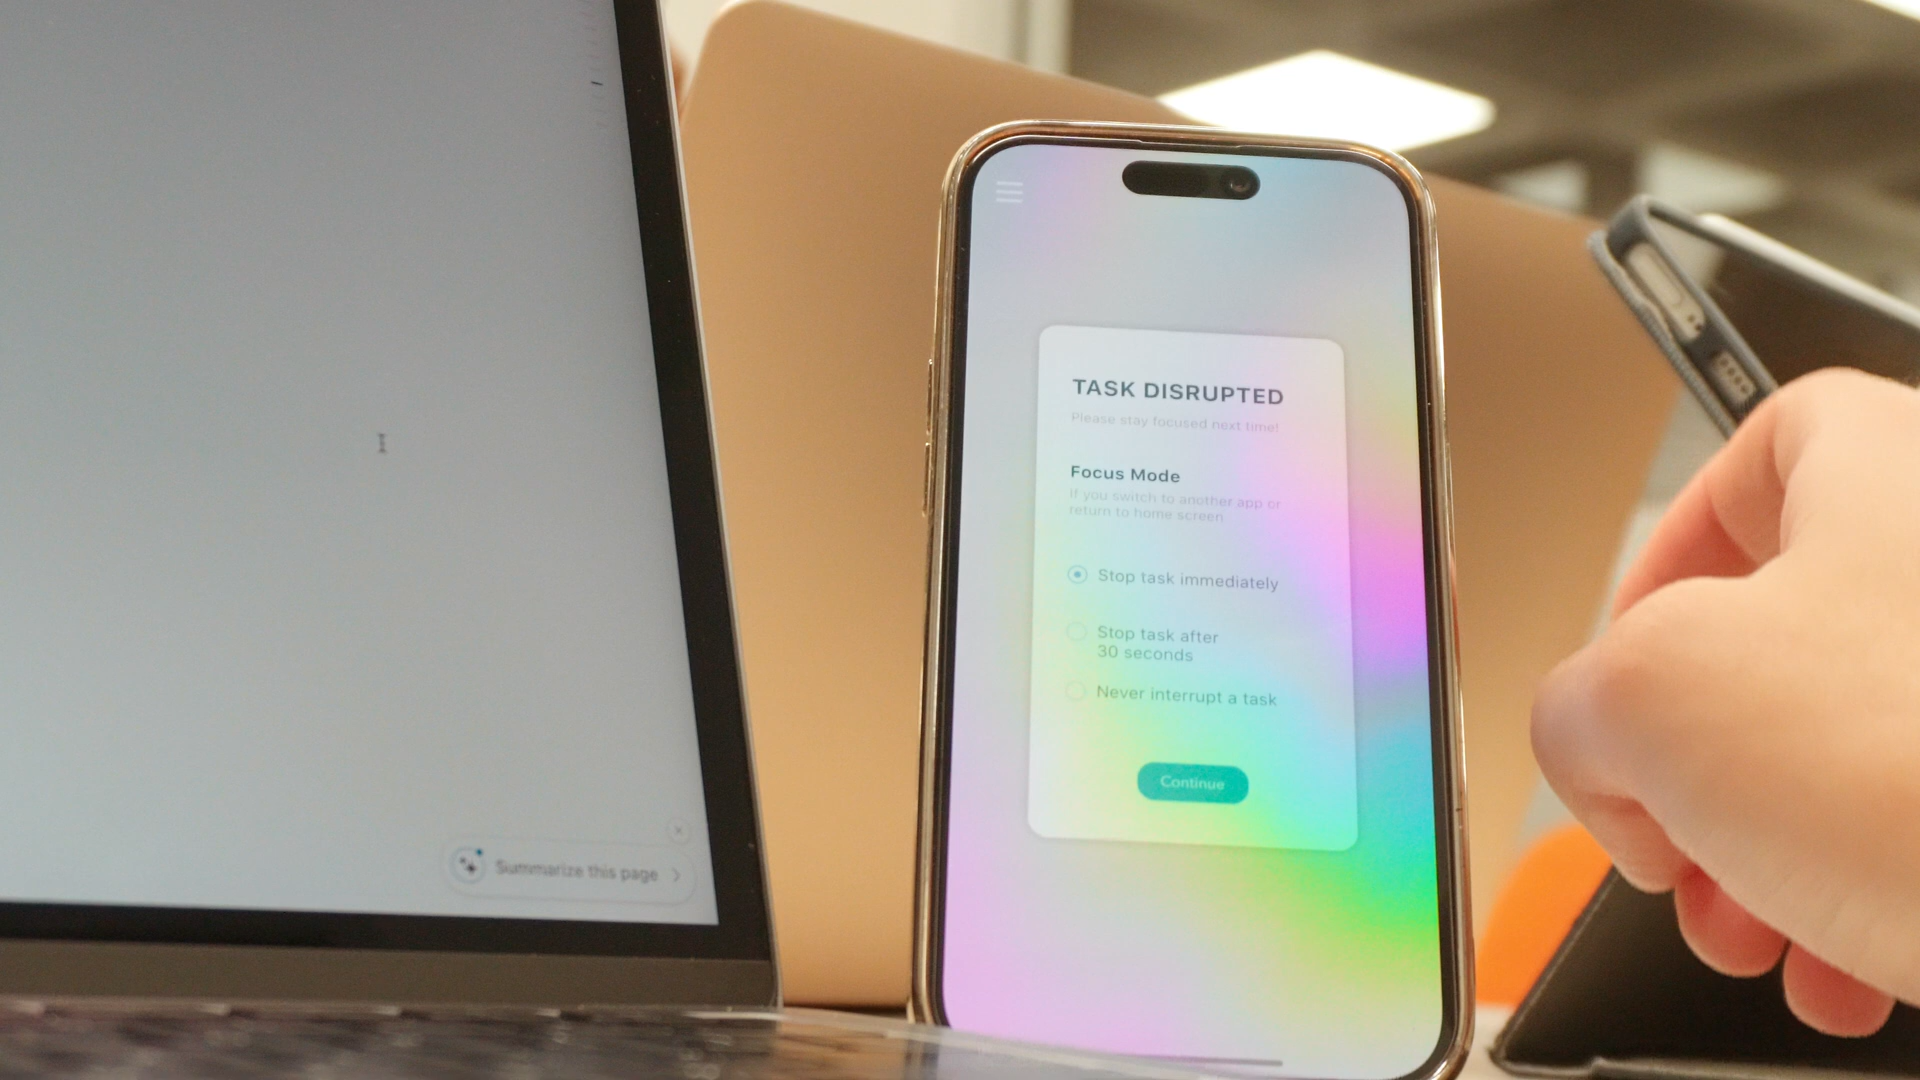 Summarize this page
TASK DISRUPTED
Please stay focused next time!
Focus Mode
If you switch to another app or
return to home screen
Stop task immediately
Stop task after
30 seconds
Never interrupt a task
Continue